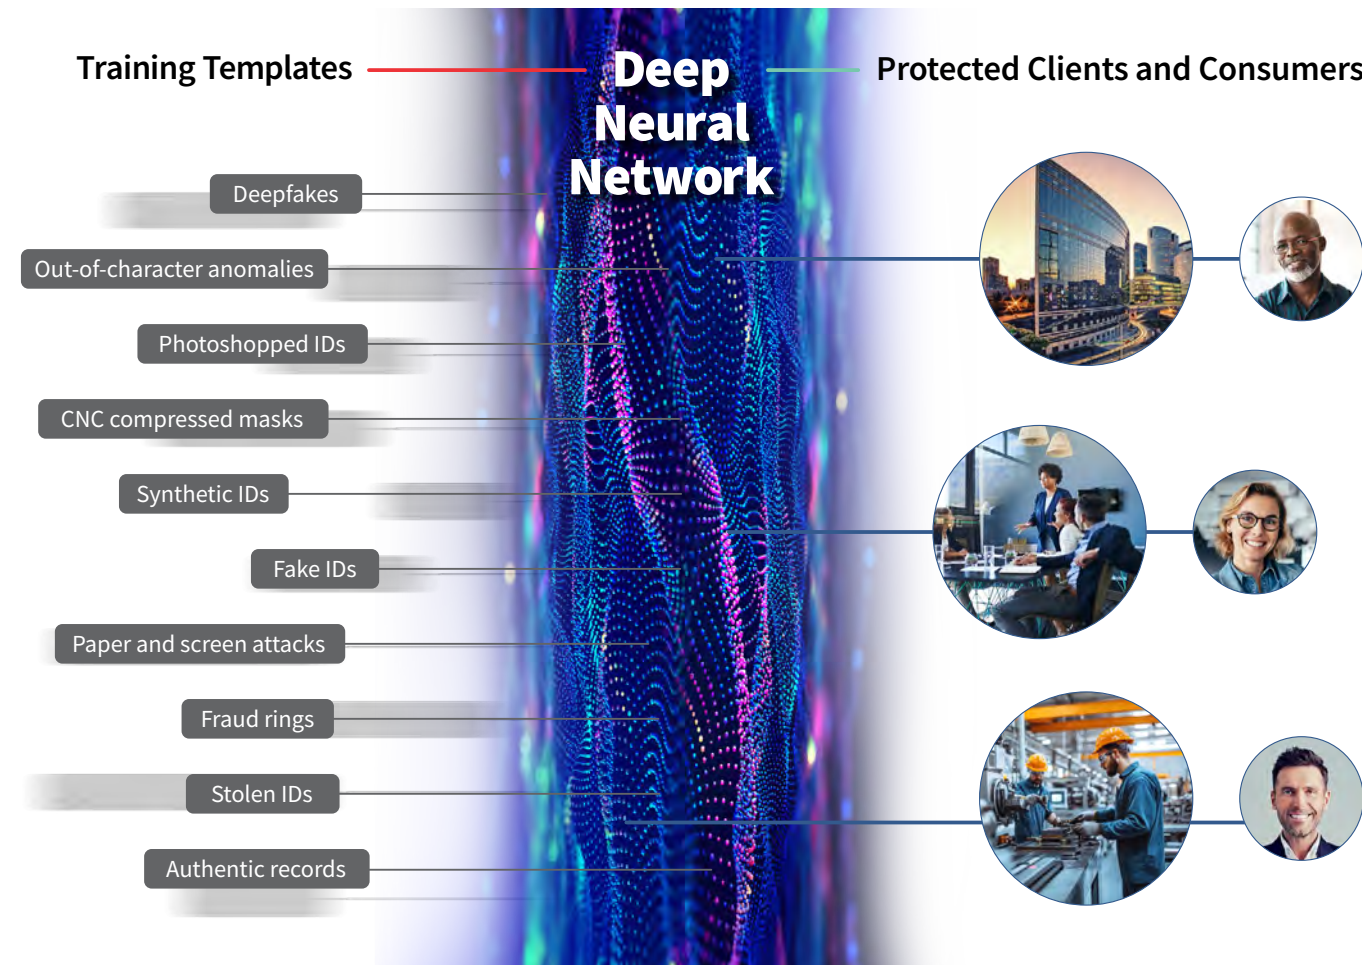 Training Templates
Deep
Neural
Network
Protected Clients and Consumers
Deepfakes
Out-of-character anomalies
Photoshopped IDs
CNC compressed masks
Synthetic IDs
Fake IDs
Paper and screen attacks
Fraud rings
Stolen IDs
Authentic records